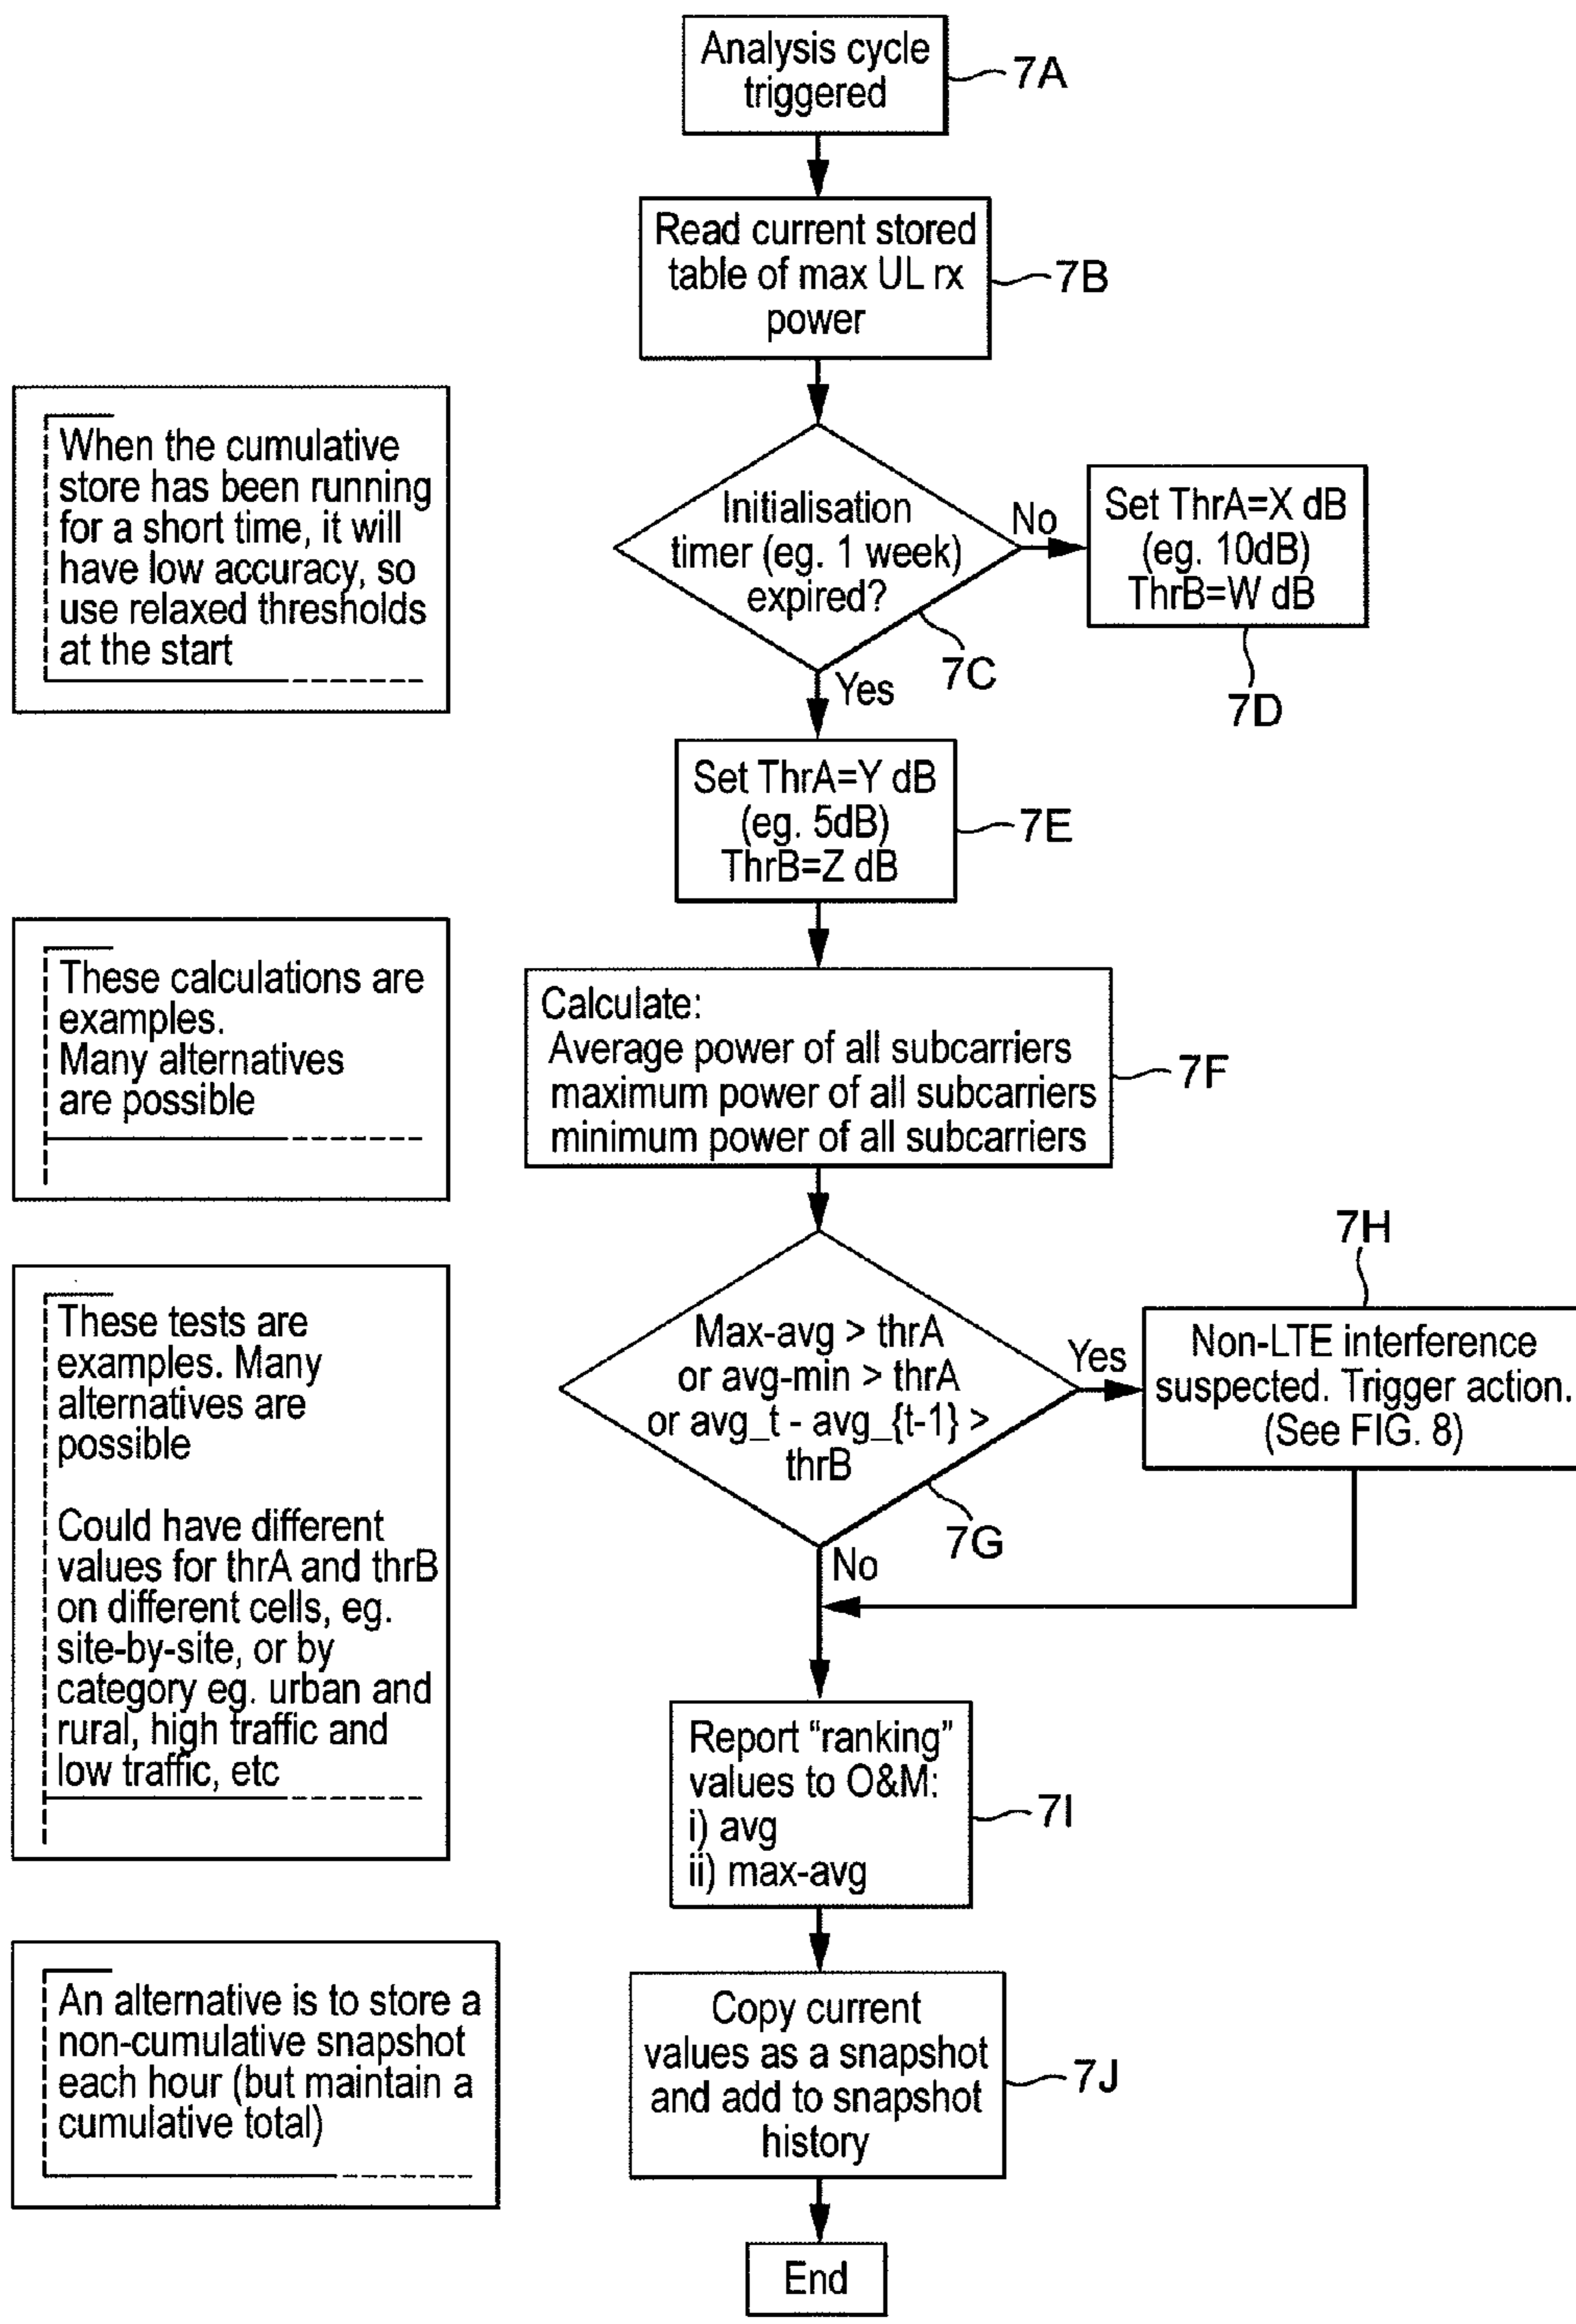 Analysis cycle
triggered
7A
Read current stored
table of max UL rx
power
7B
When the cumulative
store has been running
for a short time, it will
have low accuracy, so
use relaxed thresholds
at the start
Initialisation
timer (eg. 1 week)
expired?
7C
No
Yes
Set ThrA=X dB
(eg. 10dB)
ThrB=W dB
7D
Set ThrA=Y dB
(eg. 5dB)
ThrB=Z dB
7E
These calculations are
examples.
Many alternatives
are possible
Calculate:
Average power of all subcarriers
maximum power of all subcarriers
minimum power of all subcarriers
7F
These tests are
examples. Many
alternatives are
possible
Could have different
values for thrA and thrB
on different cells, eg.
site-by-site, or by
category eg. urban and
rural, high traffic and
low traffic, etc
Max-avg > thrA
or avg-min > thrA
or avg_t - avg_{t-1} >
thrB
7G
Yes
No
7H
Non-LTE interference
suspected. Trigger action.
(See FIG. 8)
Report “ranking”
values to O&M:
i) avg
ii) max-avg
7I
An alternative is to store a
non-cumulative snapshot
each hour (but maintain a
cumulative total)
Copy current
values as a snapshot
and add to snapshot
history
7J
End